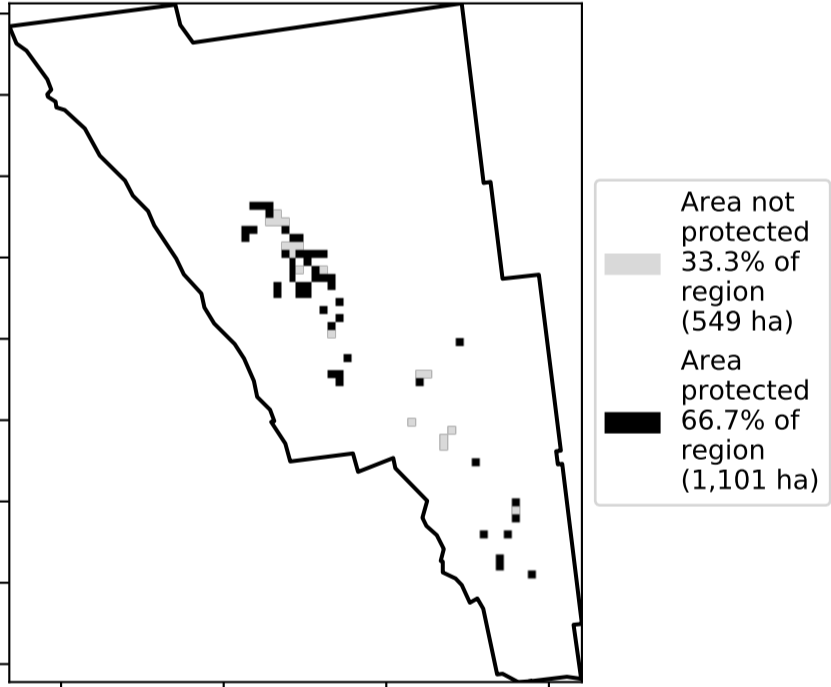 Area not
protected
33.3% of
region
(549 ha)
Area
protected
66.7% of
region
(1,101 ha)